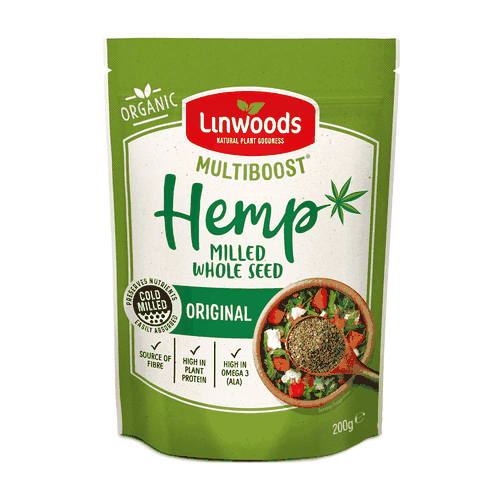 ORGANIC
Linwoods
NATURAL PLANT GOODNESS
MULTIBOOST®
Hemp
MILLED
WHOLE SEED
PRESERVES NUTRIENTS
COLD
MILLED
EASILY ABSORBED
ORIGINAL
SOURCE OF
FIBRE
HIGH IN
PLANT
PROTEIN
HIGH IN
OMEGA 3
(ALA)
200g℮